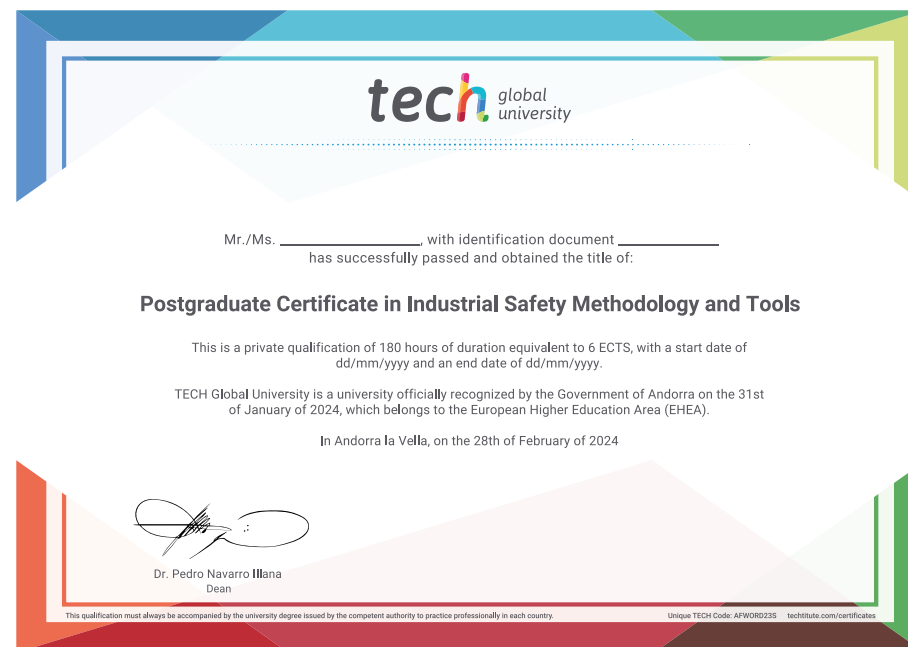 tech global university
Mr./Ms. ____________________, with identification document ______________
has successfully passed and obtained the title of:
Postgraduate Certificate in Industrial Safety Methodology and Tools
This is a private qualification of 180 hours of duration equivalent to 6 ECTS, with a start date of
dd/mm/yyyy and an end date of dd/mm/yyyy.
TECH Global University is a university officially recognized by the Government of Andorra on the 31st
of January of 2024, which belongs to the European Higher Education Area (EHEA).
In Andorra la Vella, on the 28th of February of 2024
Dr. Pedro Navarro Illana
Dean
This qualification must always be accompanied by the university degree issued by the competent authority to practice professionally in each country. Unique TECH Code: AFWORD23S techtitute.com/certificates